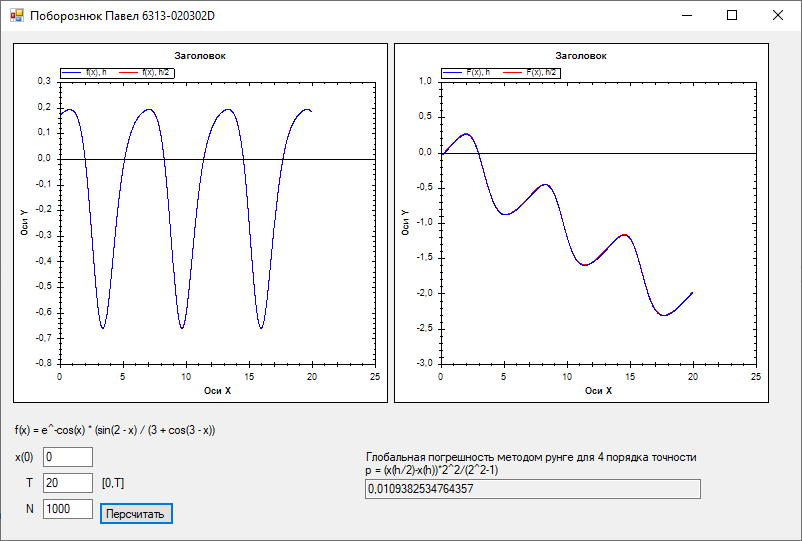 Поборознюк Павел 6313-020302D
Заголовок
f(x), h f(x), h/2
0,3
0,2
0,1
0,0
-0,1
-0,2
-0,3
-0,4
-0,5
-0,6
-0,7
-0,8
Оси Y
0 5 10 15 20 25
Оси X
Заголовок
F(x), h F(x), h/2
1,0
0,5
0,0
-0,5
-1,0
-1,5
-2,0
-2,5
-3,0
Оси Y
0 5 10 15 20 25
Оси X
f(x) = e^-cos(x) * (sin(2 - x) / (3 + cos(3 - x))
x(0) 0
T 20 [0,T]
N 1000 Персчитать
Глобальная погрешность методом рунге для 4 порядка точности
p = (x(h/2)-x(h))*2^2/(2^2-1)
0,0109382534764357